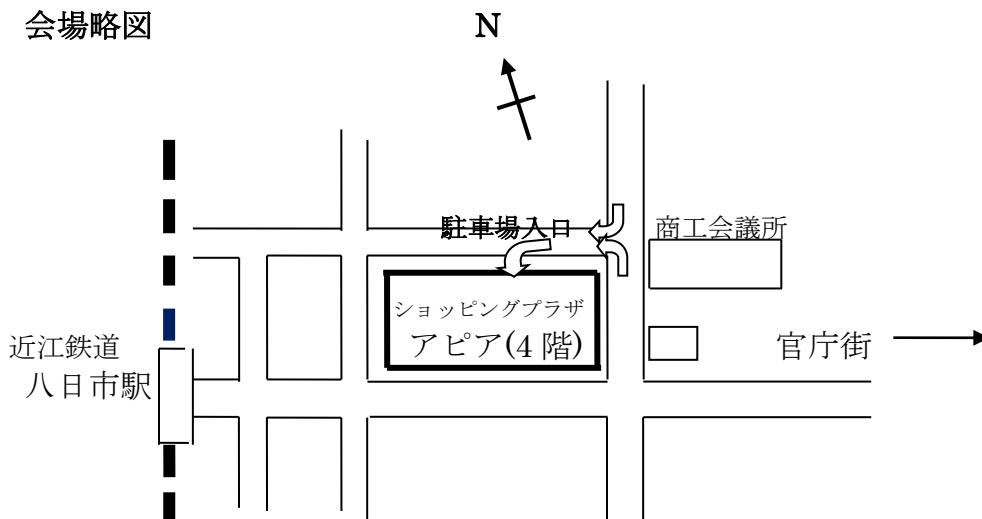 会場略図
N
駐車場入口
商工会議所
ショッピングプラザ
アピア(4 階)
官庁街
近江鉄道
八日市駅